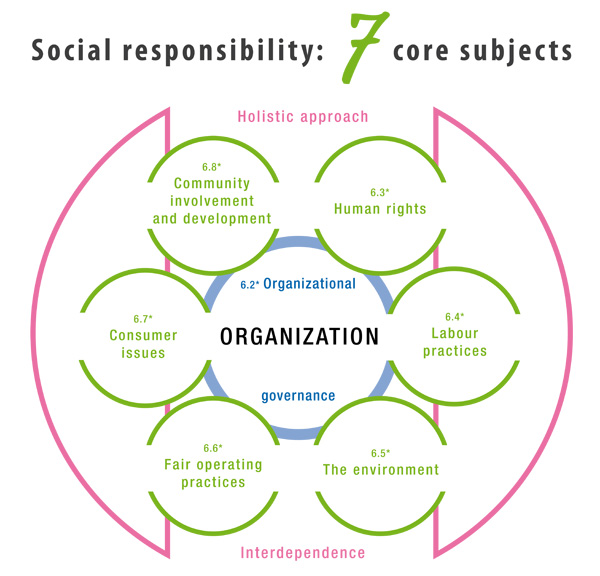 Social responsibility: 7 core subjects
Holistic approach
6.8*
Community
involvement
and development
6.3*
Human rights
6.2* Organizational
6.7*
Consumer
issues
ORGANIZATION
6.4*
Labour
practices
governance
6.6*
Fair operating
practices
6.5*
The environment
Interdependence